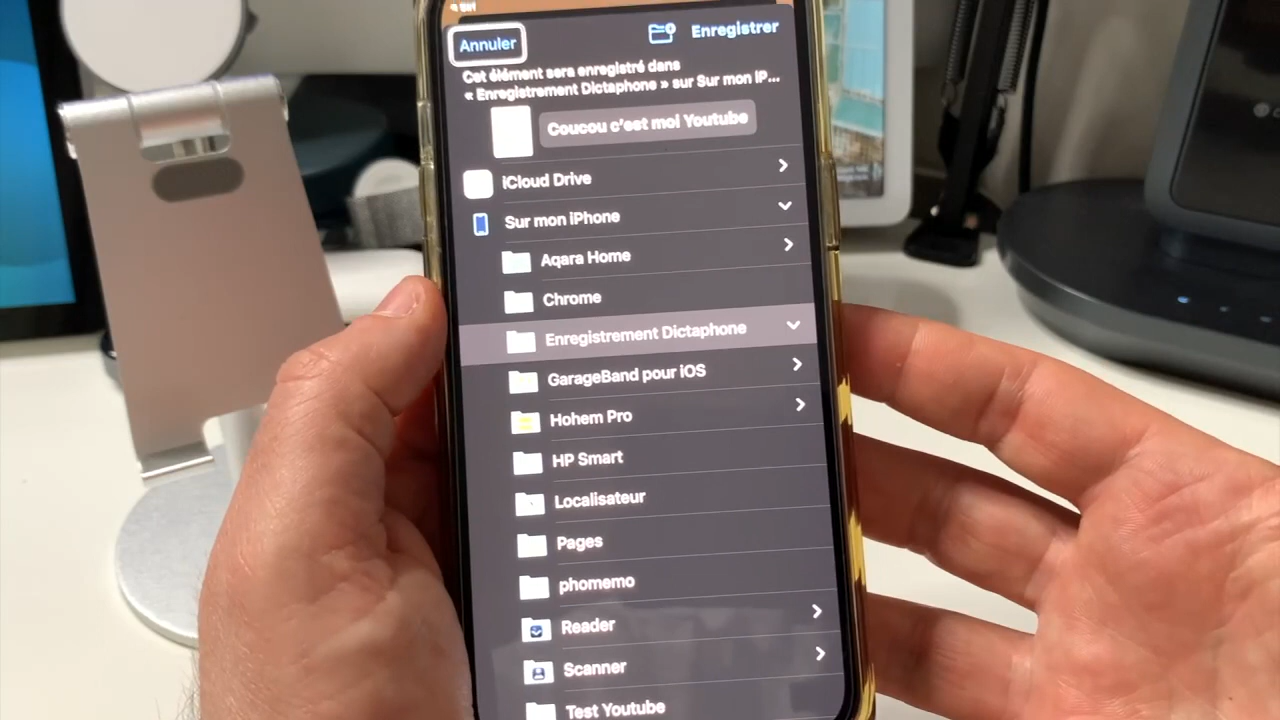 Siri
Annuler
Enregistrer
Cet élément sera enregistré dans
« Enregistrement Dictaphone » sur Sur mon iP...
Coucou c'est moi Youtube
iCloud Drive
Sur mon iPhone
Aqara Home
Chrome
Enregistrement Dictaphone
GarageBand pour iOS
Hohem Pro
HP Smart
Localisateur
Pages
phomemo
Reader
Scanner
Test Youtube